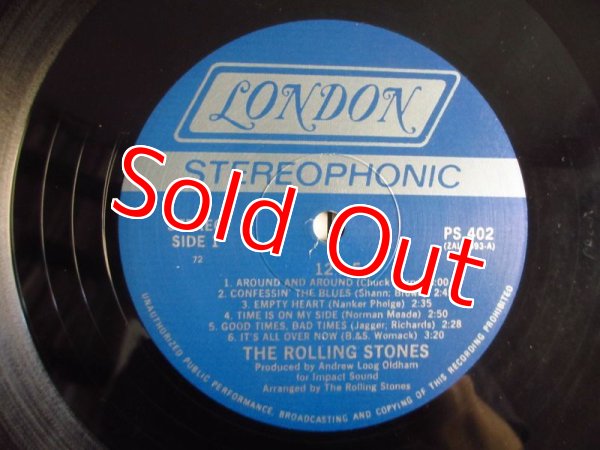 LONDON
STEREOPHONIC
Sold Out
SIDE 1
PS 402
72
12
1. AROUND AND AROUND (Chuck :00
2. CONFESSIN' THE BLUES (Shann; Brown
3. EMPTY HEART (Nanker Phelge) 2:35
4. TIME IS ON MY SIDE (Norman Meade) 2:50
5. GOOD TIMES, BAD TIMES (Jagger, Richards) 2:28
6. IT'S ALL OVER NOW (B.&S. Womack) 3:20
THE ROLLING STONES
Produced by Andrew Loog Oldham
for Impact Sound
Arranged by The Rolling Stones
UNAUTHORIZED PUBLIC PERFORMANCE, BROADCASTING AND COPYING OF THIS RECORDING PROHIBITED